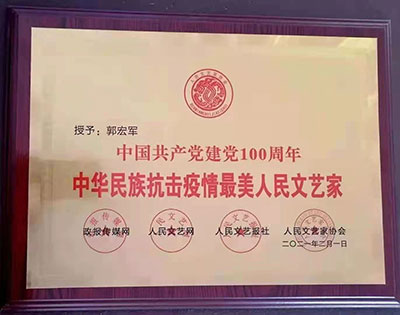 授予：郭宏军
中国共产党建党100周年
中华民族抗击疫情最美人民文艺家
政报传媒网 人民文艺网 人民文艺报社 人民文艺家协会
二〇二一年二月一日